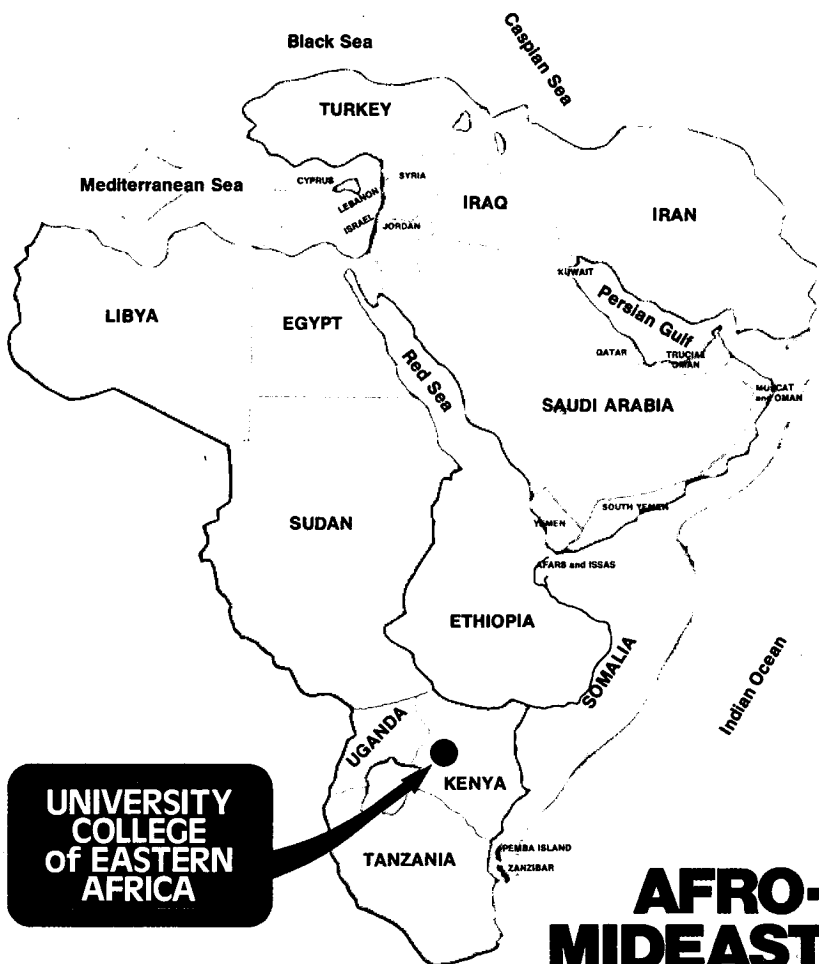 Black Sea
Caspian Sea
TURKEY
Mediterranean Sea
CYPRUS
SYRIA
LEBANON
ISRAEL
JORDAN
IRAQ
IRAN
KUWAIT
Persian Gulf
LIBYA
EGYPT
Red Sea
QATAR
TRUCIAL
OMAN
SAUDI ARABIA
MUSCAT
and OMAN
SUDAN
YEMEN
SOUTH YEMEN
AFARS and ISSAS
ETHIOPIA
SOMALIA
Indian Ocean
UGANDA
KENYA
UNIVERSITY
COLLEGE
of EASTERN
AFRICA
TANZANIA
PEMBA ISLAND
ZANZIBAR
AFRO-
MIDEAST